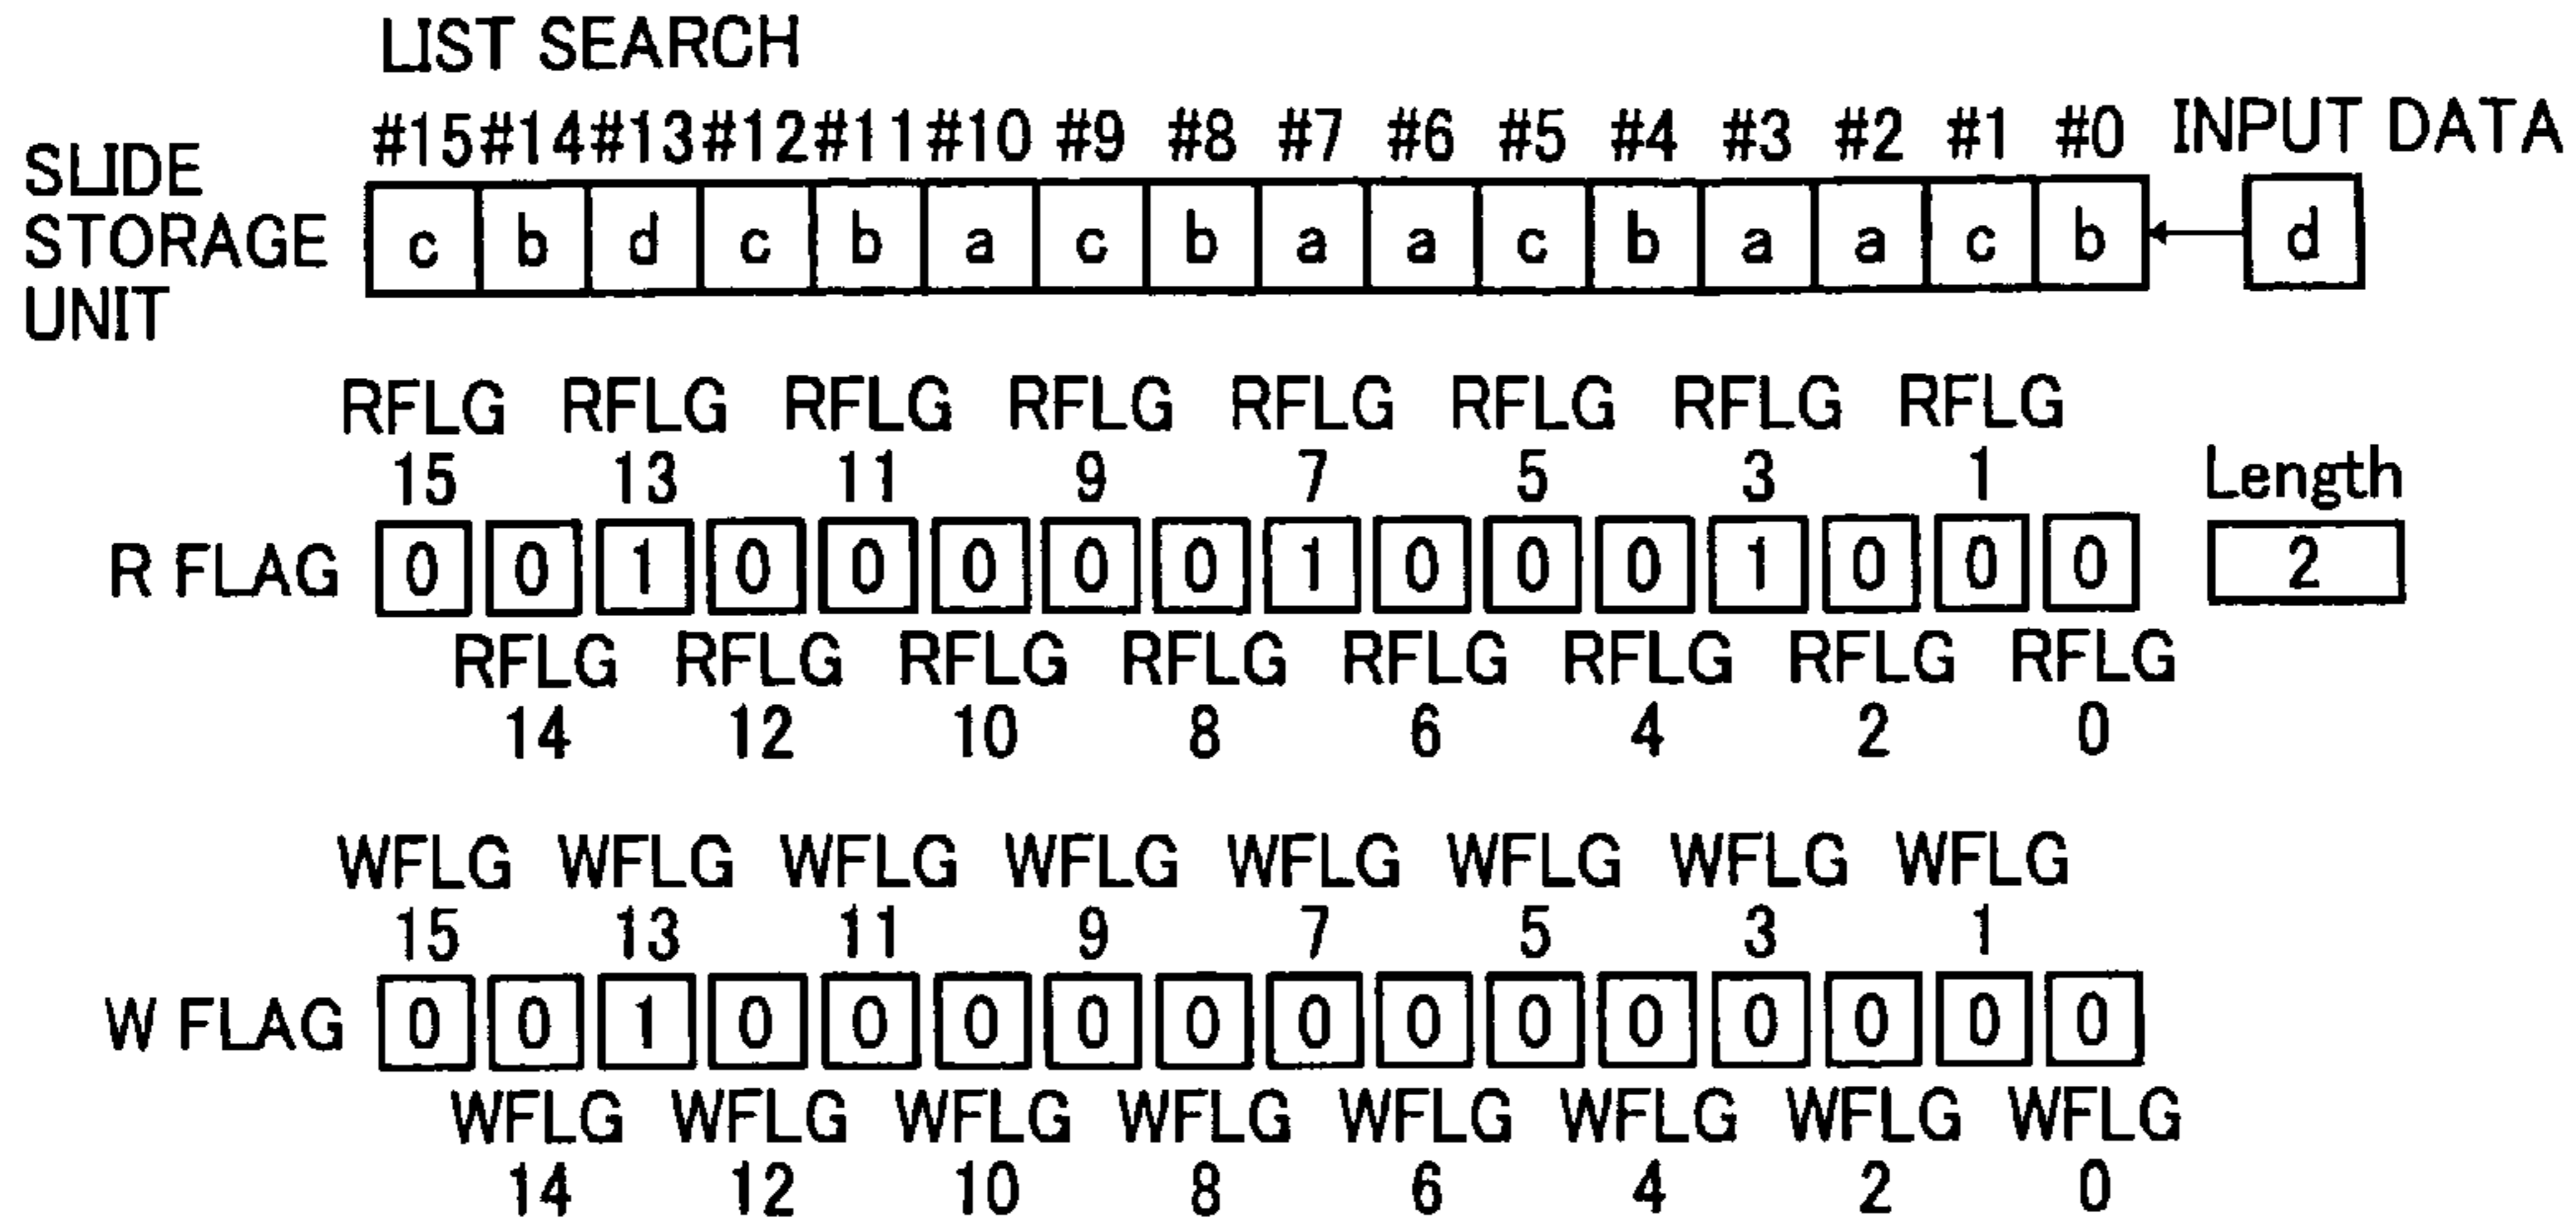 LIST SEARCH
#15 #14 #13 #12 #11 #10 #9 #8 #7 #6 #5 #4 #3 #2 #1 #0 INPUT DATA
SLIDE
STORAGE
UNIT
c b d c b a c b a a c b a a c b d
RFLG RFLG RFLG RFLG RFLG RFLG RFLG RFLG
15 13 11 9 7 5 3 1 Length
R FLAG 0 0 1 0 0 0 0 0 1 0 0 0 1 0 0 0 2
RFLG RFLG RFLG RFLG RFLG RFLG RFLG RFLG
14 12 10 8 6 4 2 0
WFLG WFLG WFLG WFLG WFLG WFLG WFLG WFLG
15 13 11 9 7 5 3 1
W FLAG 0 0 1 0 0 0 0 0 0 0 0 0 0 0 0 0
WFLG WFLG WFLG WFLG WFLG WFLG WFLG WFLG
14 12 10 8 6 4 2 0